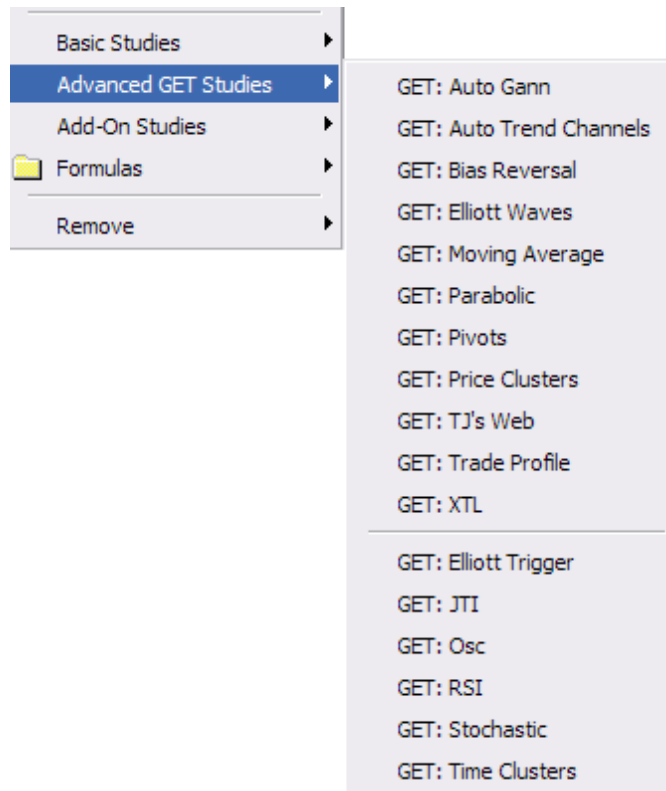 Basic Studies
Advanced GET Studies
Add-On Studies
Formulas
Remove
GET: Auto Gann
GET: Auto Trend Channels
GET: Bias Reversal
GET: Elliott Waves
GET: Moving Average
GET: Parabolic
GET: Pivots
GET: Price Clusters
GET: TJ's Web
GET: Trade Profile
GET: XTL
GET: Elliott Trigger
GET: JTI
GET: Osc
GET: RSI
GET: Stochastic
GET: Time Clusters